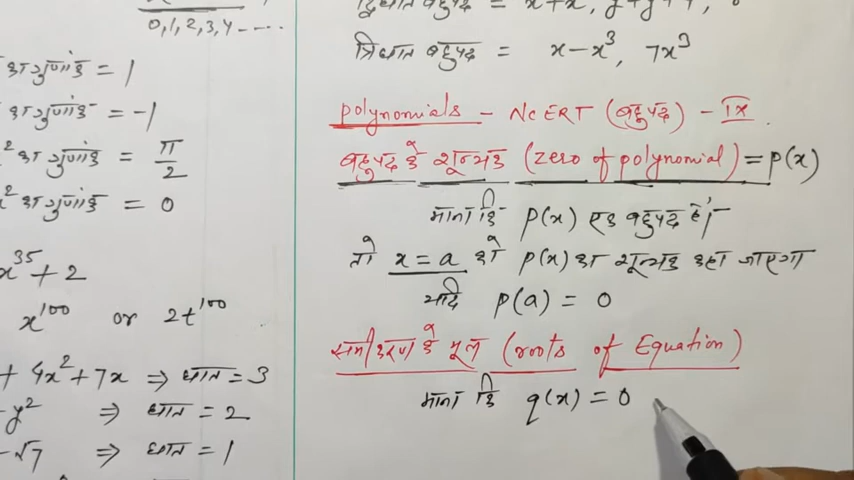 0,1,2,3,4 ....
का गुणांक = 1
का गुणांक = -1
x² का गुणांक = π/2
x² का गुणांक = 0
x³⁵ + 2
x¹⁰⁰ or 2t¹⁰⁰
+ 4x² + 7x ⇒ घात = 3
- y² ⇒ घात = 2
- √7 ⇒ घात = 1
त्रिघात बहुपद = x - x³, 7x³
polynomials - NCERT (बहुपद) - IX
बहुपद के शून्यक (zero of polynomial) = p(x)
माना कि p(x) एक बहुपद है।
तो x = a को p(x) का शून्यक कहा जाएगा
यदि p(a) = 0
समीकरण के मूल (roots of Equation)
माना कि q(x) = 0